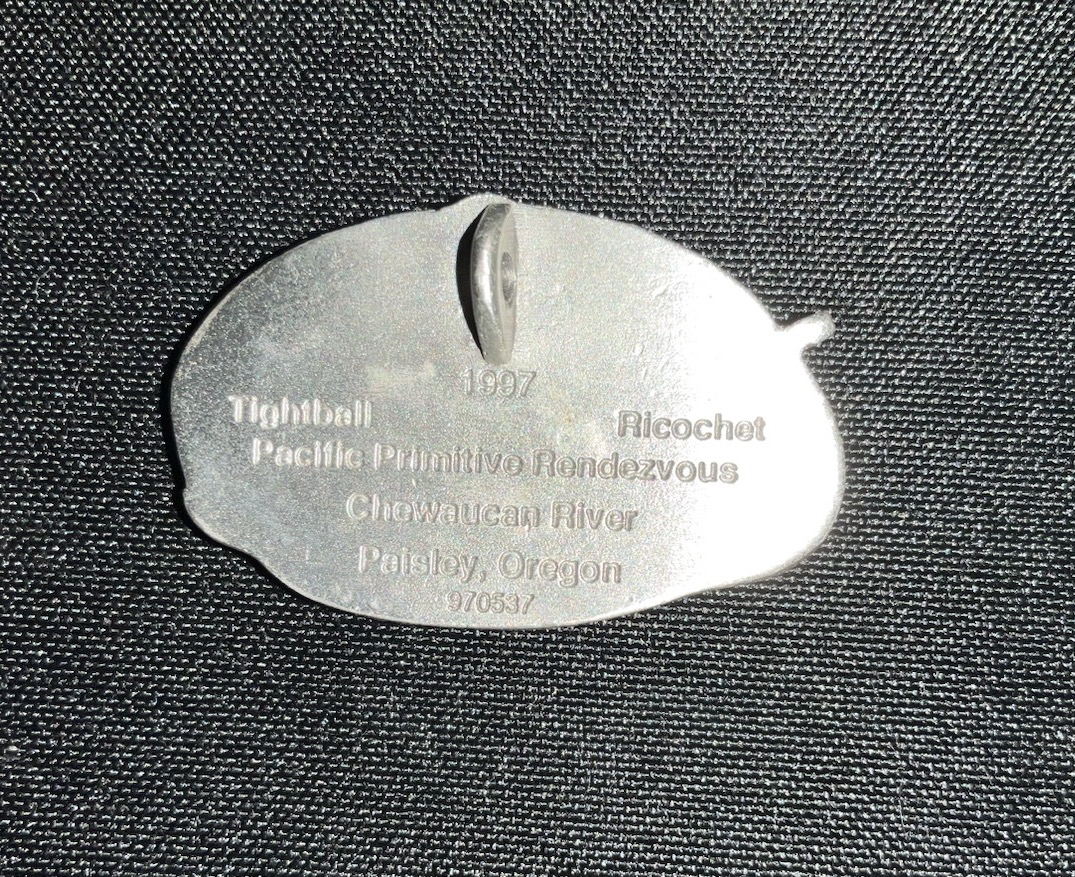 1997
Tightball Ricochet
Pacific Primitive Rendezvous
Chewaucan River
Paisley, Oregon
970537